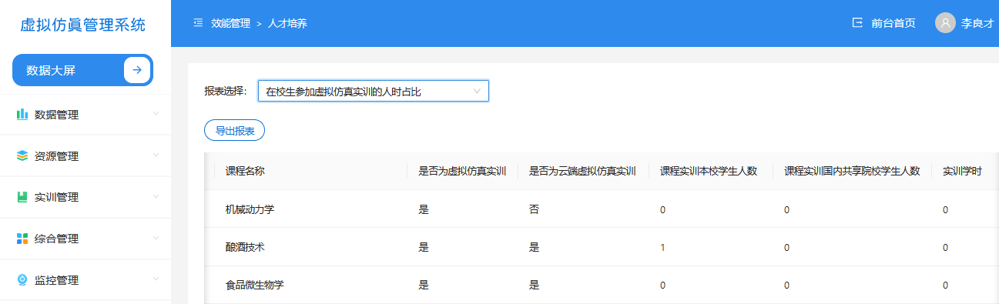 虚拟仿真管理系统
效能管理 > 人才培养
前台首页
李良才
数据大屏
数据管理
资源管理
实训管理
综合管理
监控管理
报表选择：
在校生参加虚拟仿真实训的人时占比
导出报表
课程名称 是否为虚拟仿真实训 是否为云端虚拟仿真实训 课程实训本校学生人数 课程实训国内共享院校学生人数 实训学时
机械动力学 是 否 0 0 0
酿酒技术 是 是 1 0 0
食品微生物学 是 是 0 0 0